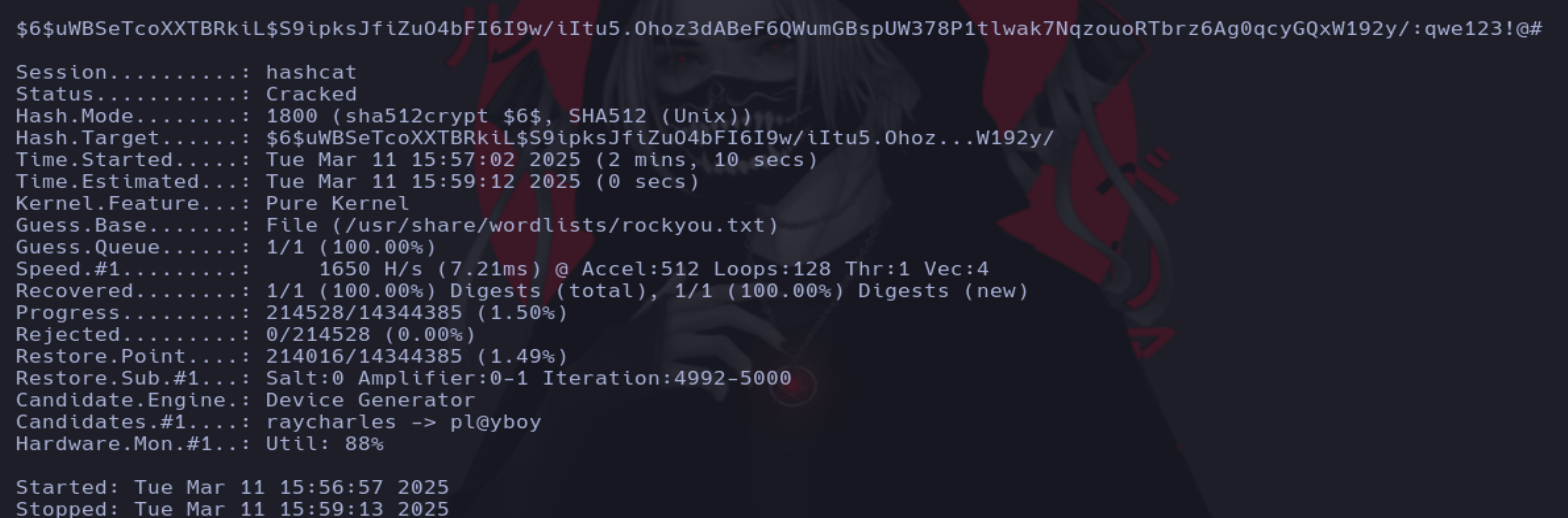 $6$uWBSeTcoXXTBRkiL$S9ipksJfiZuO4bFI6I9w/iItu5.Ohoz3dABeF6QWumGBspUW378P1tlwak7NqzouoRTbrz6Ag0qcyGQxW192y/:qwe123!@#
Session..........: hashcat
Status...........: Cracked
Hash.Mode........: 1800 (sha512crypt $6$, SHA512 (Unix))
Hash.Target......: $6$uWBSeTcoXXTBRkiL$S9ipksJfiZuO4bFI6I9w/iItu5.Ohoz...W192y/
Time.Started.....: Tue Mar 11 15:57:02 2025 (2 mins, 10 secs)
Time.Estimated...: Tue Mar 11 15:59:12 2025 (0 secs)
Kernel.Feature...: Pure Kernel
Guess.Base.......: File (/usr/share/wordlists/rockyou.txt)
Guess.Queue......: 1/1 (100.00%)
Speed.#1.........:     1650 H/s (7.21ms) @ Accel:512 Loops:128 Thr:1 Vec:4
Recovered........: 1/1 (100.00%) Digests (total), 1/1 (100.00%) Digests (new)
Progress.........: 214528/14344385 (1.50%)
Rejected.........: 0/214528 (0.00%)
Restore.Point....: 214016/14344385 (1.49%)
Restore.Sub.#1...: Salt:0 Amplifier:0-1 Iteration:4992-5000
Candidate.Engine.: Device Generator
Candidates.#1....: raycharles -> pl@yboy
Hardware.Mon.#1..: Util: 88%
Started: Tue Mar 11 15:56:57 2025
Stopped: Tue Mar 11 15:59:13 2025